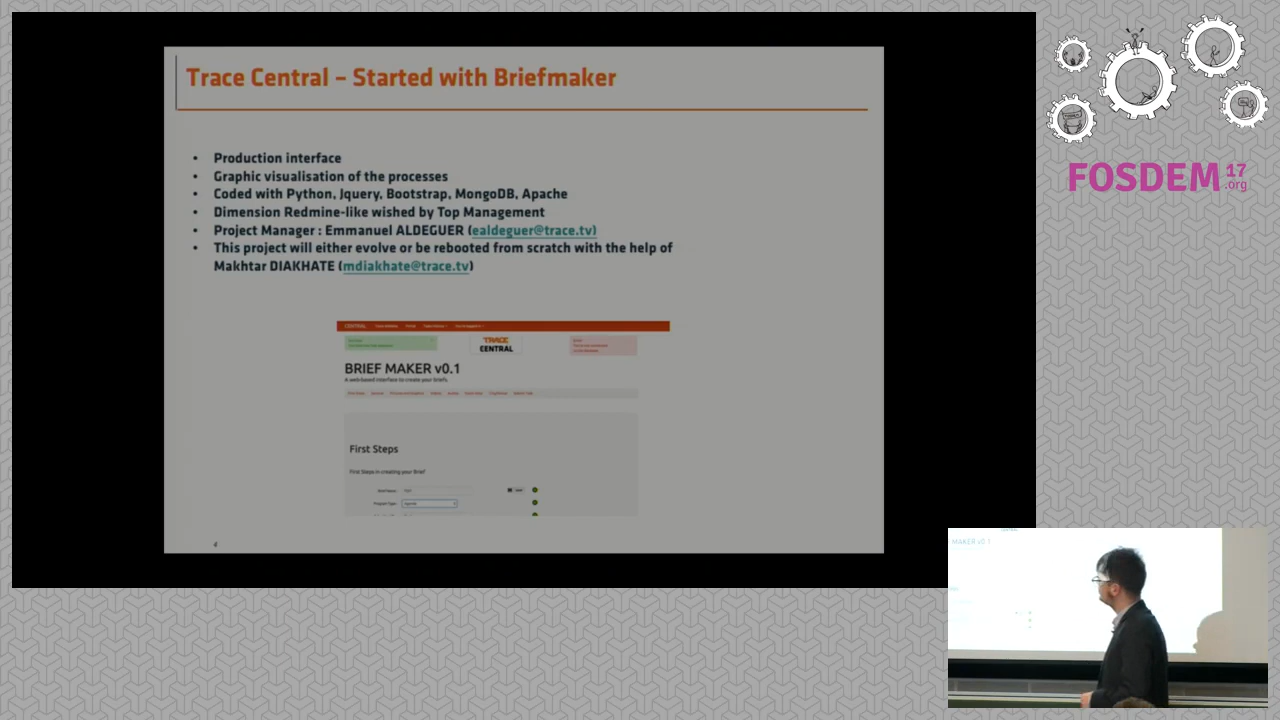 Trace Central – Started with Briefmaker
• Production interface
• Graphic visualisation of the processes
• Coded with Python, Jquery, Bootstrap, MongoDB, Apache
• Dimension Redmine-like wished by Top Management
• Project Manager : Emmanuel ALDEGUER (ealdeguer@trace.tv)
• This project will either evolve or be rebooted from scratch with the help of
Makhtar DIAKHATE (mdiakhate@trace.tv)
CENTRAL
TRACE
CENTRAL
BRIEF MAKER v0.1
A web-based interface to create your briefs.
First Steps
First Steps in creating your Brief
4
FOSDEM 17
.org
MAKER v0.1